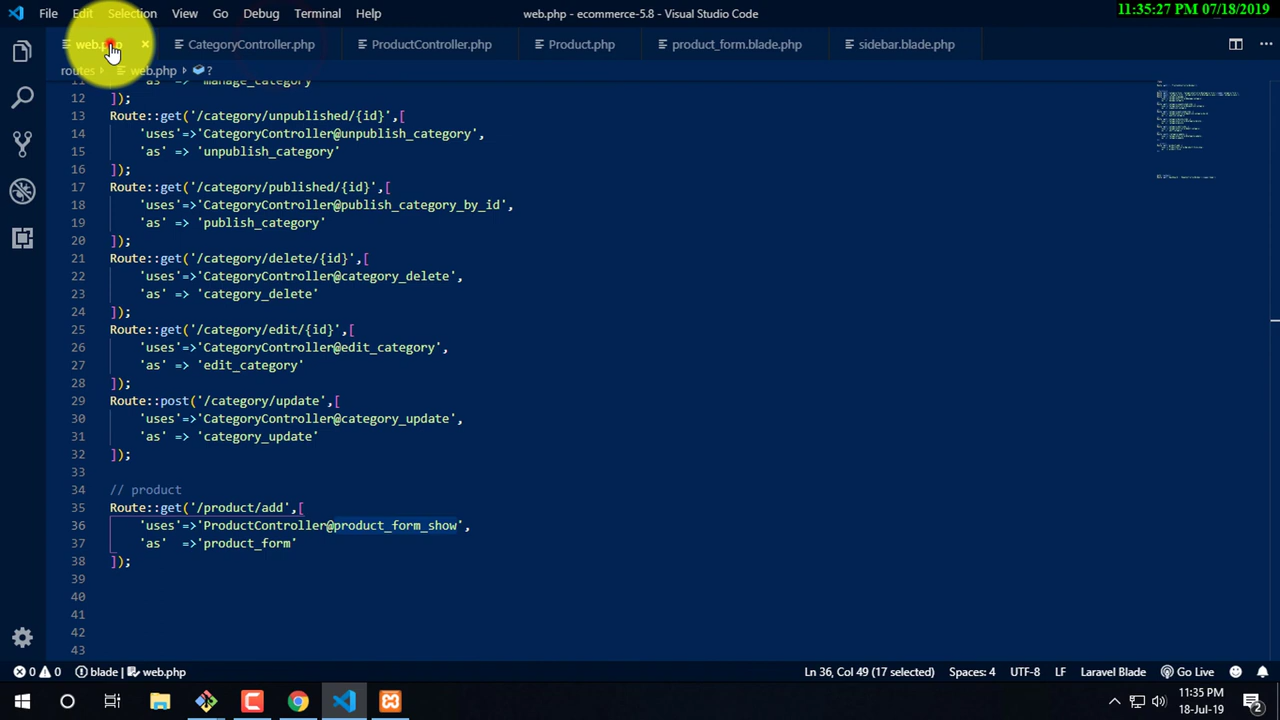 File Edit Selection View Go Debug Terminal Help
web.php - ecommerce-5.8 - Visual Studio Code
11:35:27 PM 07/18/2019
web.php CategoryController.php ProductController.php Product.php product_form.blade.php sidebar.blade.php
routes web.php ?
11 'as' => 'manage_category'
12 ]);
13 Route::get('/category/unpublished/{id}',[
14 'uses'=>'CategoryController@unpublish_category',
15 'as' => 'unpublish_category'
16 ]);
17 Route::get('/category/published/{id}',[
18 'uses'=>'CategoryController@publish_category_by_id',
19 'as' => 'publish_category'
20 ]);
21 Route::get('/category/delete/{id}',[
22 'uses'=>'CategoryController@category_delete',
23 'as' => 'category_delete'
24 ]);
25 Route::get('/category/edit/{id}',[
26 'uses'=>'CategoryController@edit_category',
27 'as' => 'edit_category'
28 ]);
29 Route::post('/category/update',[
30 'uses'=>'CategoryController@category_update',
31 'as' => 'category_update'
32 ]);
33
34 // product
35 Route::get('/product/add',[
36 'uses'=>'ProductController@product_form_show',
37 'as' =>'product_form'
38 ]);
39
40
41
42
43
0 0 blade | web.php Ln 36, Col 49 (17 selected) Spaces: 4 UTF-8 LF Laravel Blade Go Live
11:35 PM
18-Jul-19
2